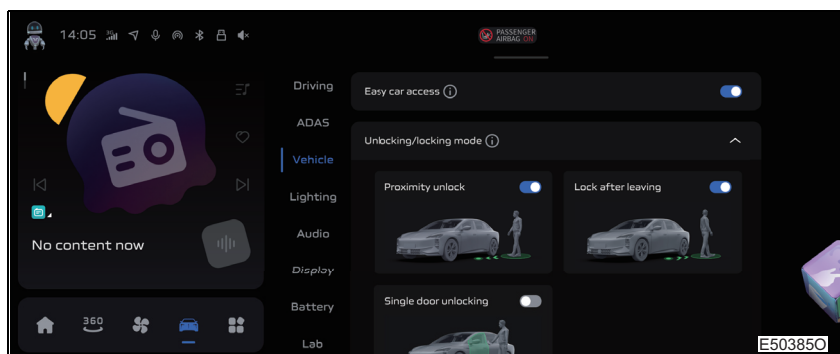 14:05 3G
PASSENGER
AIRBAG ON
No content now
360
Driving
ADAS
Vehicle
Lighting
Audio
Display
Battery
Lab
Easy car access
Unlocking/locking mode
Proximity unlock
Lock after leaving
Single door unlocking
E50385O